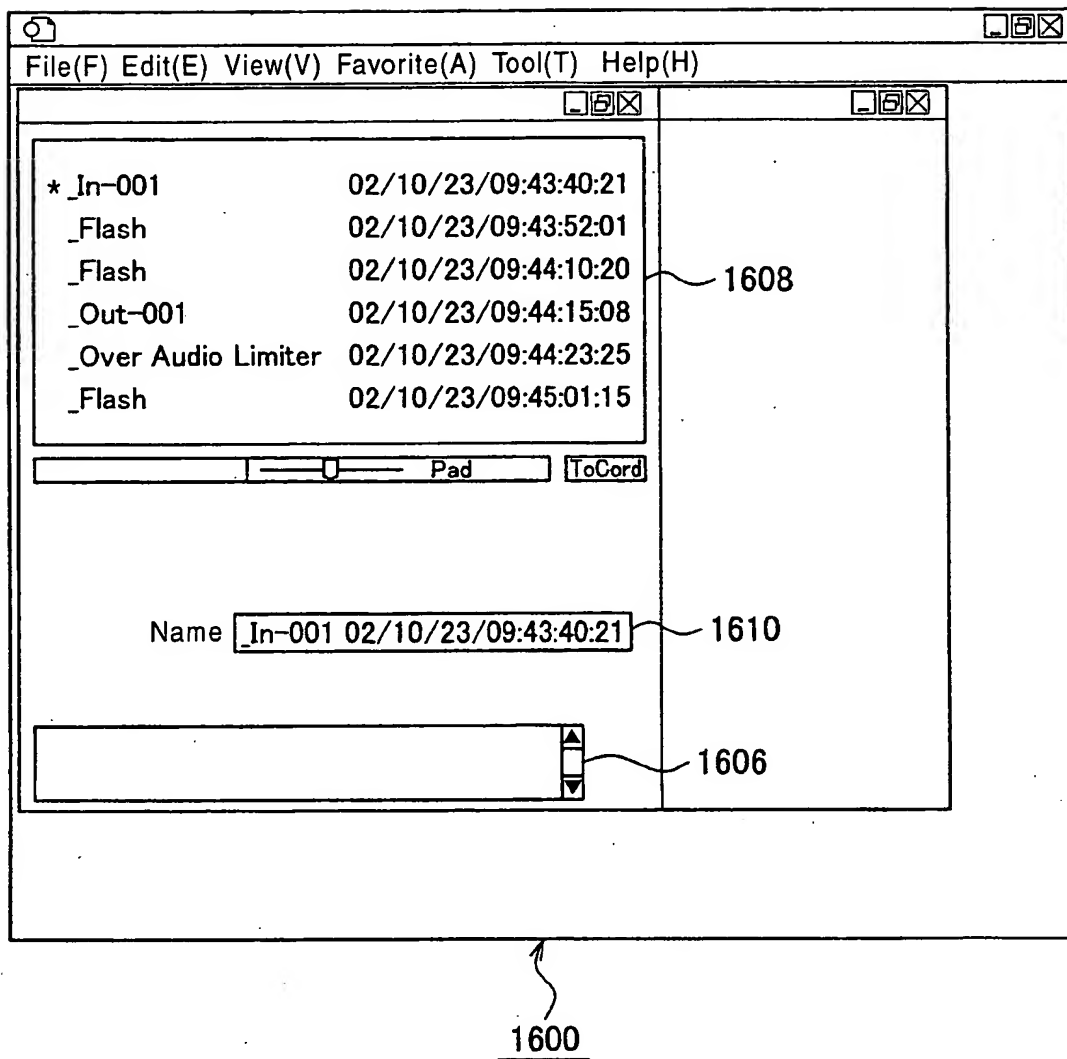 File(F) Edit(E) View(V) Favorite(A) Tool(T) Help(H)
*_In-001 02/10/23/09:43:40:21
_Flash 02/10/23/09:43:52:01
_Flash 02/10/23/09:44:10:20
1608
_Out-001 02/10/23/09:44:15:08
_Over Audio Limiter 02/10/23/09:44:23:25
_Flash 02/10/23/09:45:01:15
Pad ToCord
Name _In-001 02/10/23/09:43:40:21 1610
1606
1600